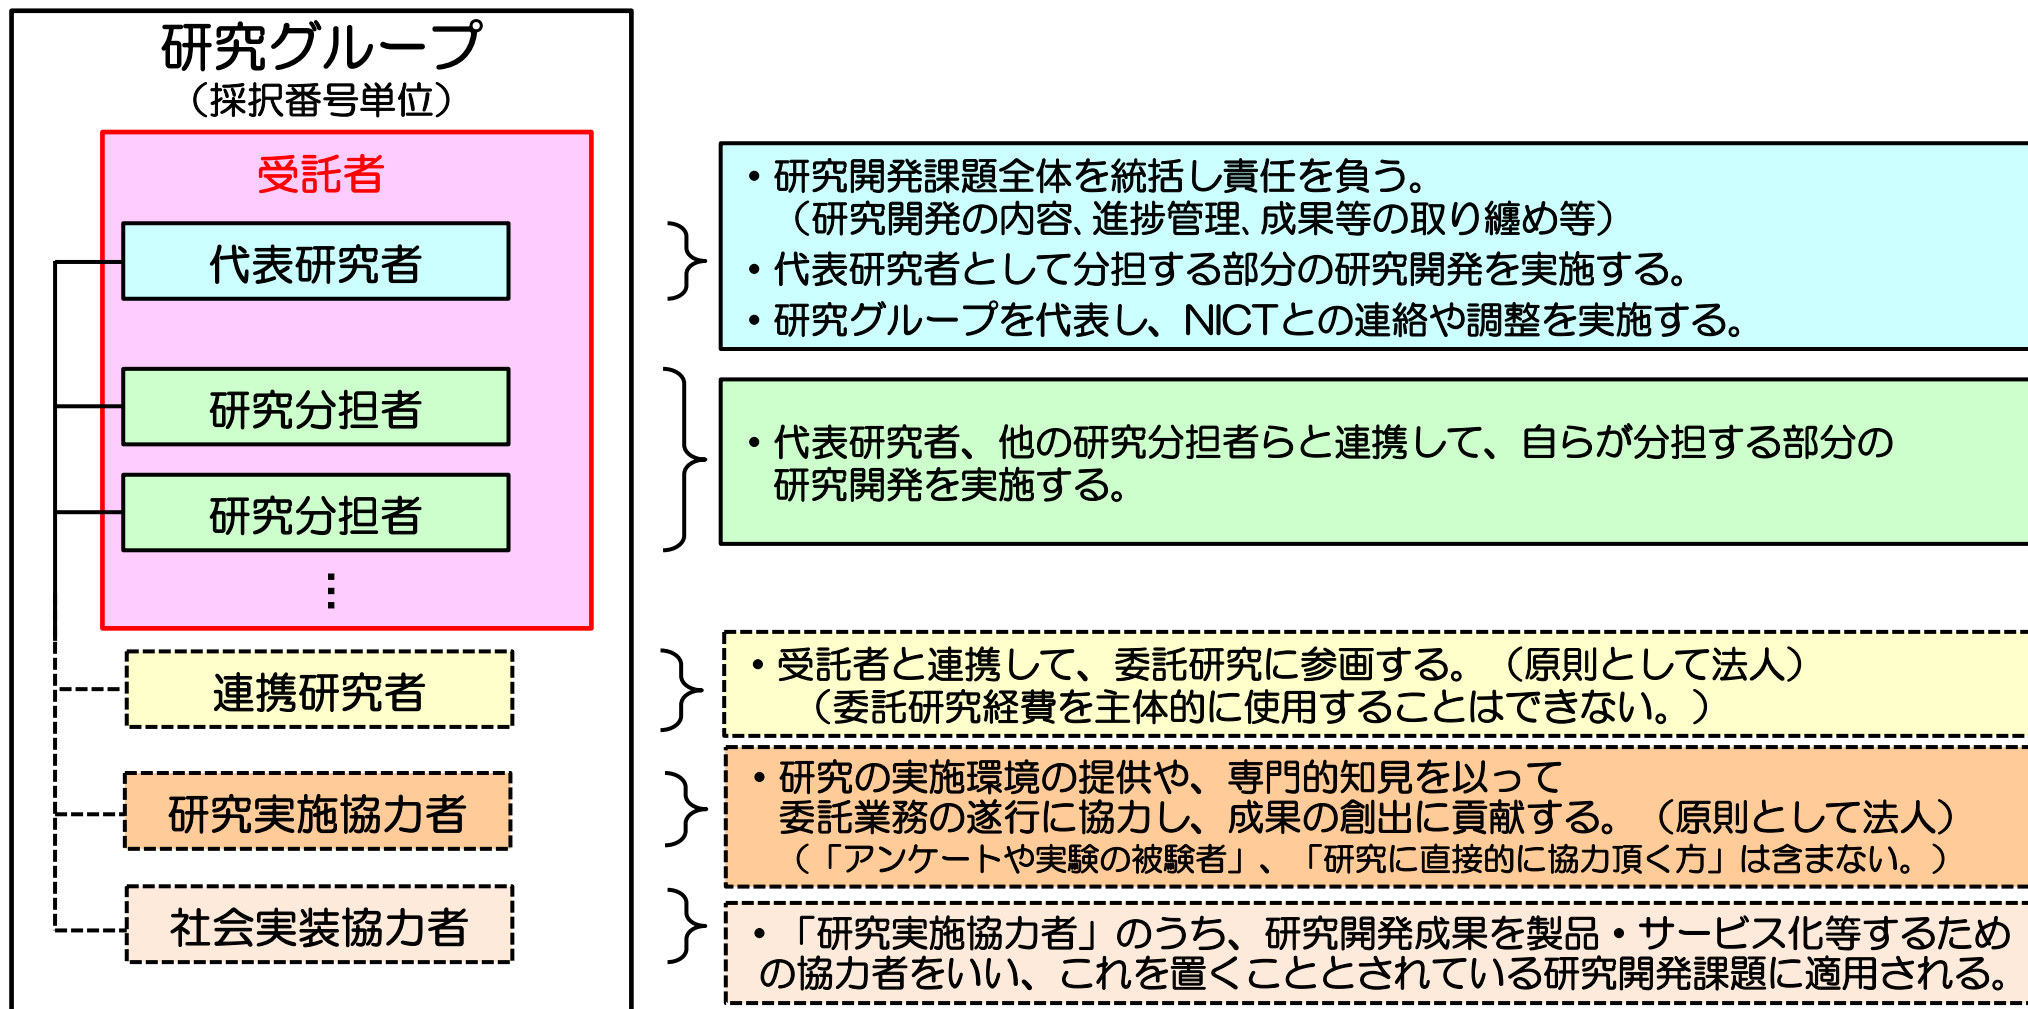 研究グループ
（採択番号単位）
受託者
代表研究者
研究分担者
研究分担者
⋮
連携研究者
研究実施協力者
社会実装協力者
・研究開発課題全体を統括し責任を負う。
（研究開発の内容、進捗管理、成果等の取り纏め等）
・代表研究者として分担する部分の研究開発を実施する。
・研究グループを代表し、NICTとの連絡や調整を実施する。
・代表研究者、他の研究分担者らと連携して、自らが分担する部分の
研究開発を実施する。
・受託者と連携して、委託研究に参画する。（原則として法人）
（委託研究経費を主体的に使用することはできない。）
・研究の実施環境の提供や、専門的知見を以って
委託業務の遂行に協力し、成果の創出に貢献する。（原則として法人）
（「アンケートや実験の被験者」、「研究に直接的に協力頂く方」は含まない。）
・「研究実施協力者」のうち、研究開発成果を製品・サービス化等するため
の協力者をいい、これを置くこととされている研究開発課題に適用される。